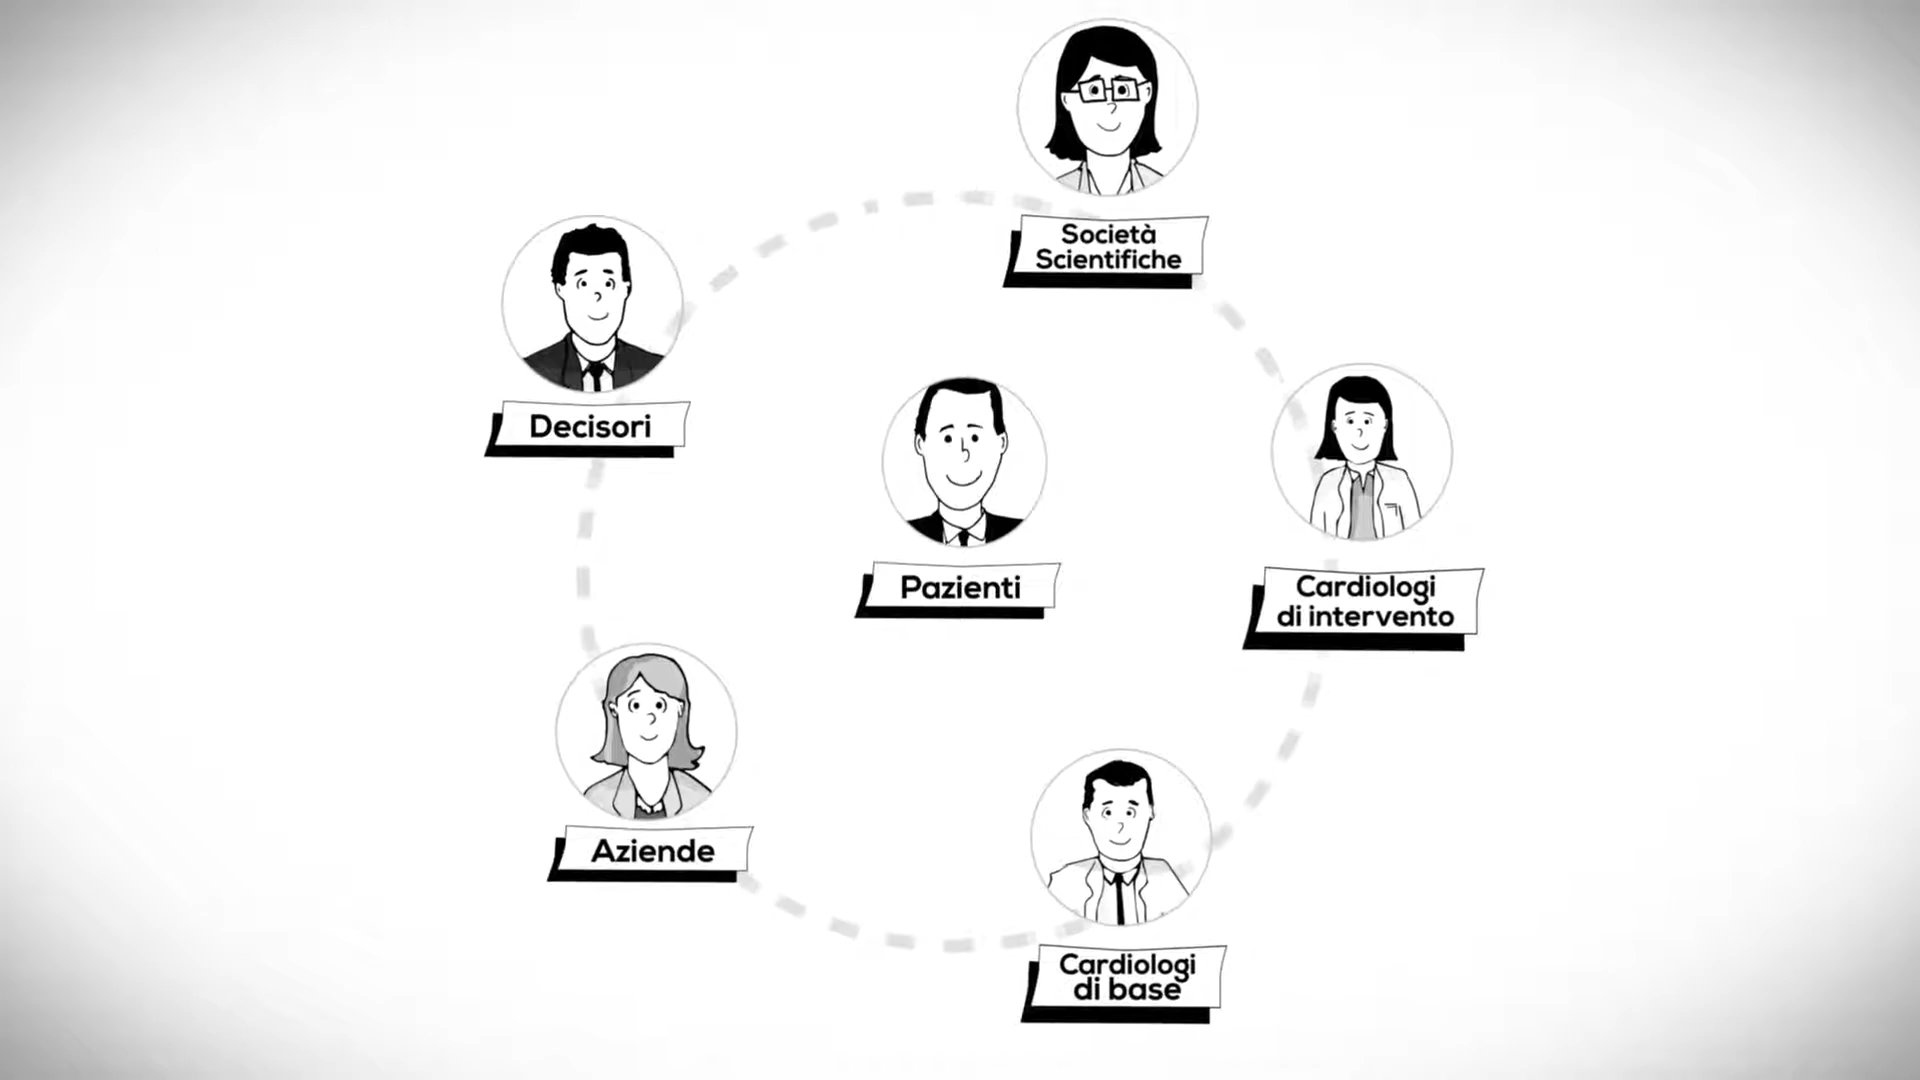 Società
Scientifiche
Decisori
Pazienti
Cardiologi
di intervento
Aziende
Cardiologi
di base